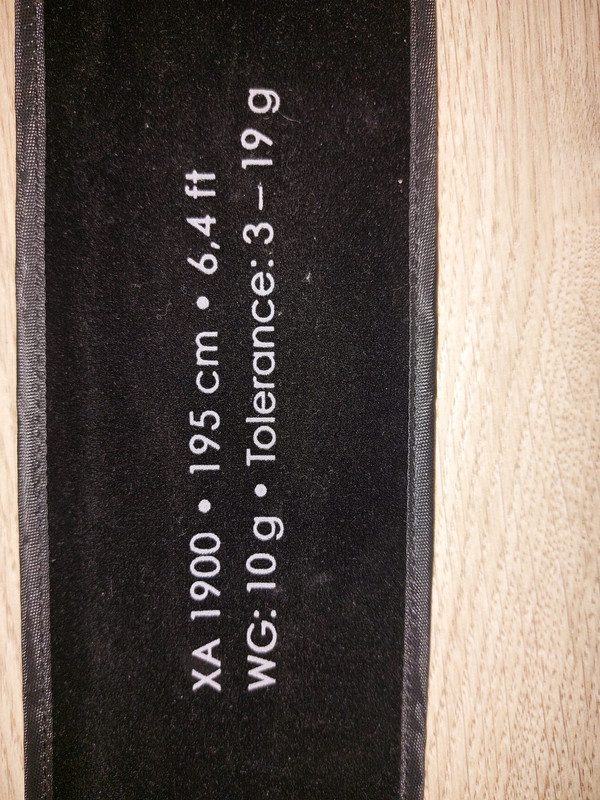 XA 1900 • 195 cm • 6,4 ft
WG: 10 g • Tolerance: 3 – 19 g